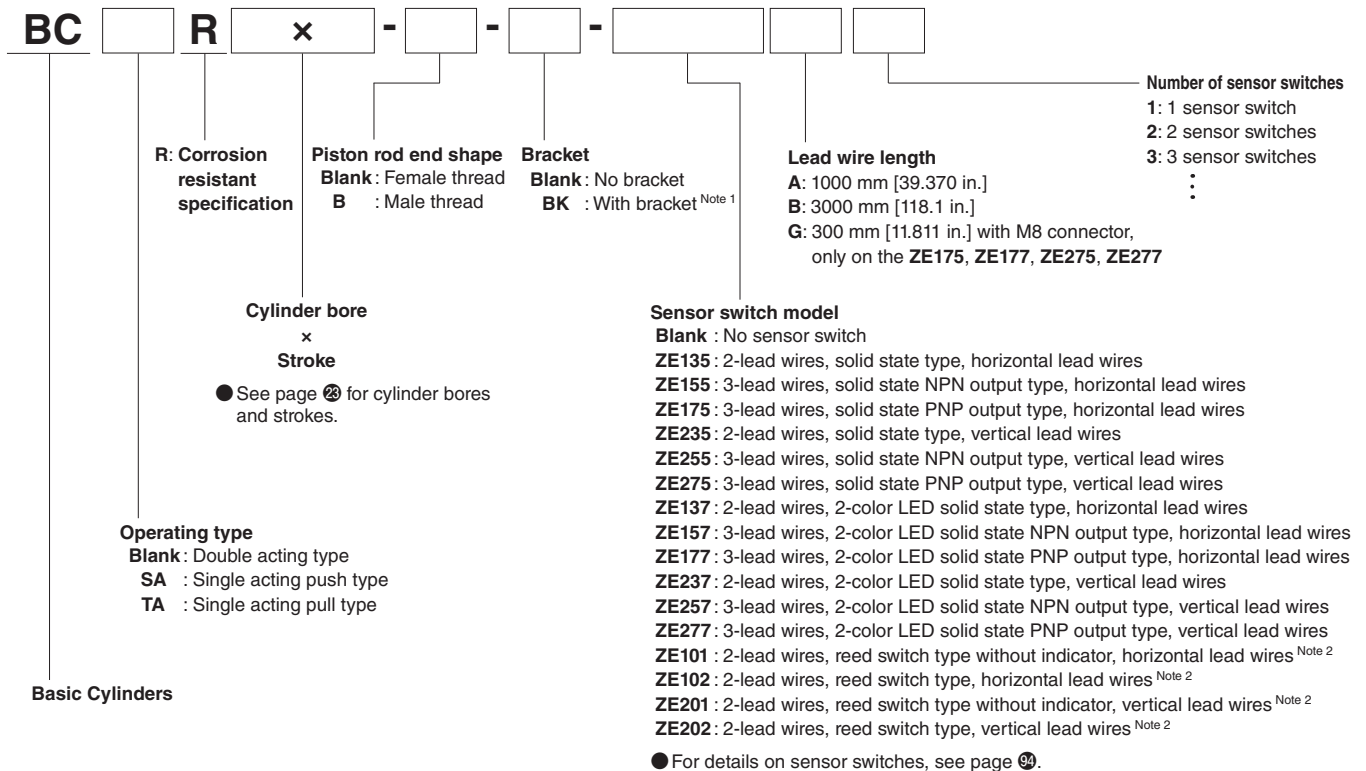 BC R × - - -
Number of sensor switches
1: 1 sensor switch
2: 2 sensor switches
3: 3 sensor switches
⋮
R: Corrosion
resistant
specification
Piston rod end shape
Blank : Female thread
B : Male thread
Bracket
Blank : No bracket
BK : With bracket Note 1
Lead wire length
A: 1000 mm [39.370 in.]
B: 3000 mm [118.1 in.]
G: 300 mm [11.811 in.] with M8 connector,
only on the ZE175, ZE177, ZE275, ZE277
Cylinder bore
×
Stroke
● See page 23 for cylinder bores
and strokes.
Sensor switch model
Blank : No sensor switch
ZE135 : 2-lead wires, solid state type, horizontal lead wires
ZE155 : 3-lead wires, solid state NPN output type, horizontal lead wires
ZE175 : 3-lead wires, solid state PNP output type, horizontal lead wires
ZE235 : 2-lead wires, solid state type, vertical lead wires
ZE255 : 3-lead wires, solid state NPN output type, vertical lead wires
ZE275 : 3-lead wires, solid state PNP output type, vertical lead wires
ZE137 : 2-lead wires, 2-color LED solid state type, horizontal lead wires
ZE157 : 3-lead wires, 2-color LED solid state NPN output type, horizontal lead wires
ZE177 : 3-lead wires, 2-color LED solid state PNP output type, horizontal lead wires
ZE237 : 2-lead wires, 2-color LED solid state type, vertical lead wires
ZE257 : 3-lead wires, 2-color LED solid state NPN output type, vertical lead wires
ZE277 : 3-lead wires, 2-color LED solid state PNP output type, vertical lead wires
ZE101 : 2-lead wires, reed switch type without indicator, horizontal lead wires Note 2
ZE102 : 2-lead wires, reed switch type, horizontal lead wires Note 2
ZE201 : 2-lead wires, reed switch type without indicator, vertical lead wires Note 2
ZE202 : 2-lead wires, reed switch type, vertical lead wires Note 2
● For details on sensor switches, see page 94.
Operating type
Blank : Double acting type
SA : Single acting push type
TA : Single acting pull type
Basic Cylinders